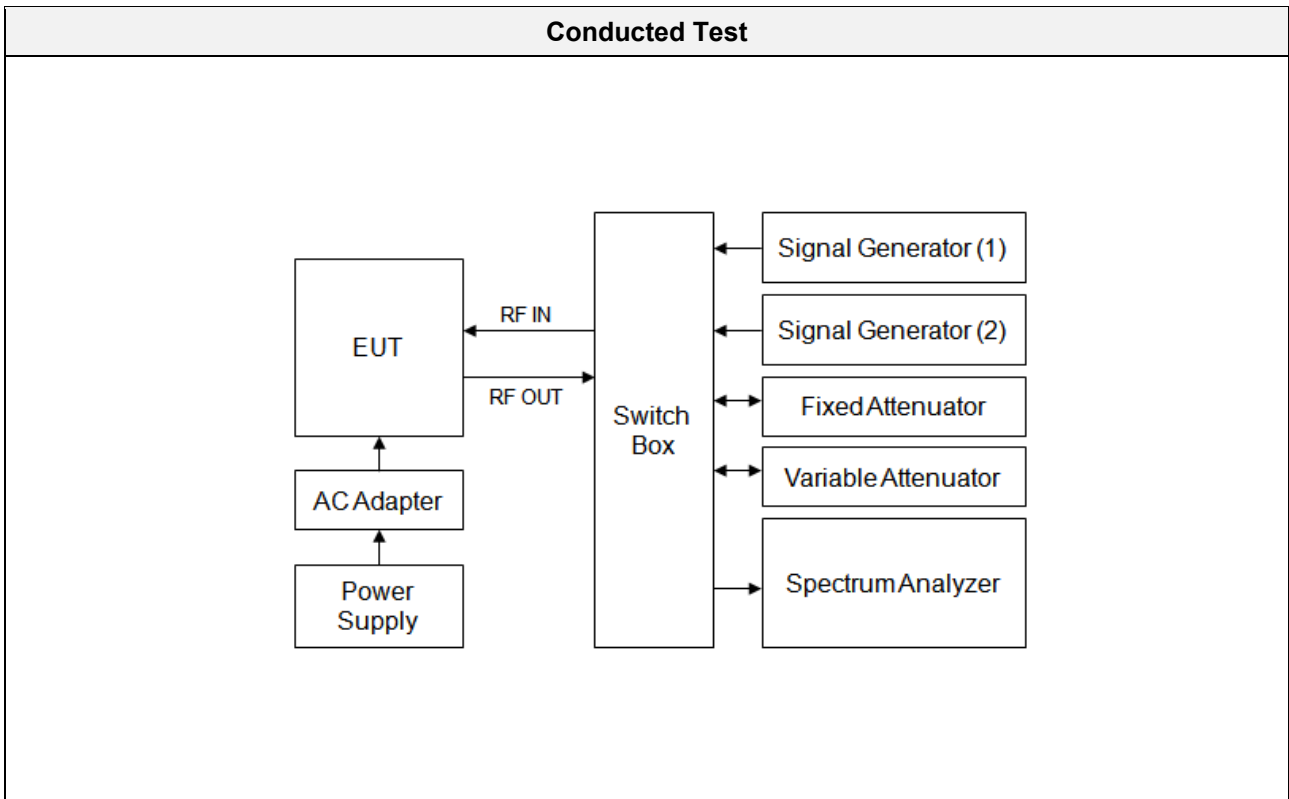 Conducted Test
EUT
RF IN
RF OUT
AC Adapter
Power
Supply
Switch
Box
Signal Generator (1)
Signal Generator (2)
Fixed Attenuator
Variable Attenuator
Spectrum Analyzer